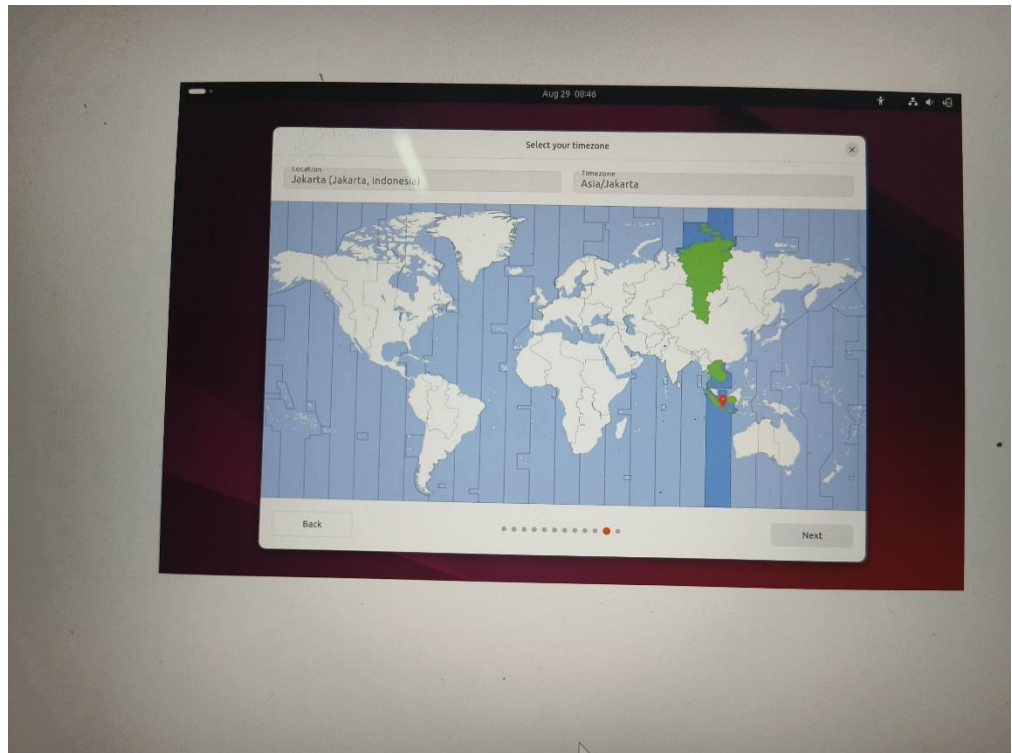 Aug 29 08:46
Select your timezone
Location
Jakarta (Jakarta, Indonesia)
Timezone
Asia/Jakarta
Back
Next